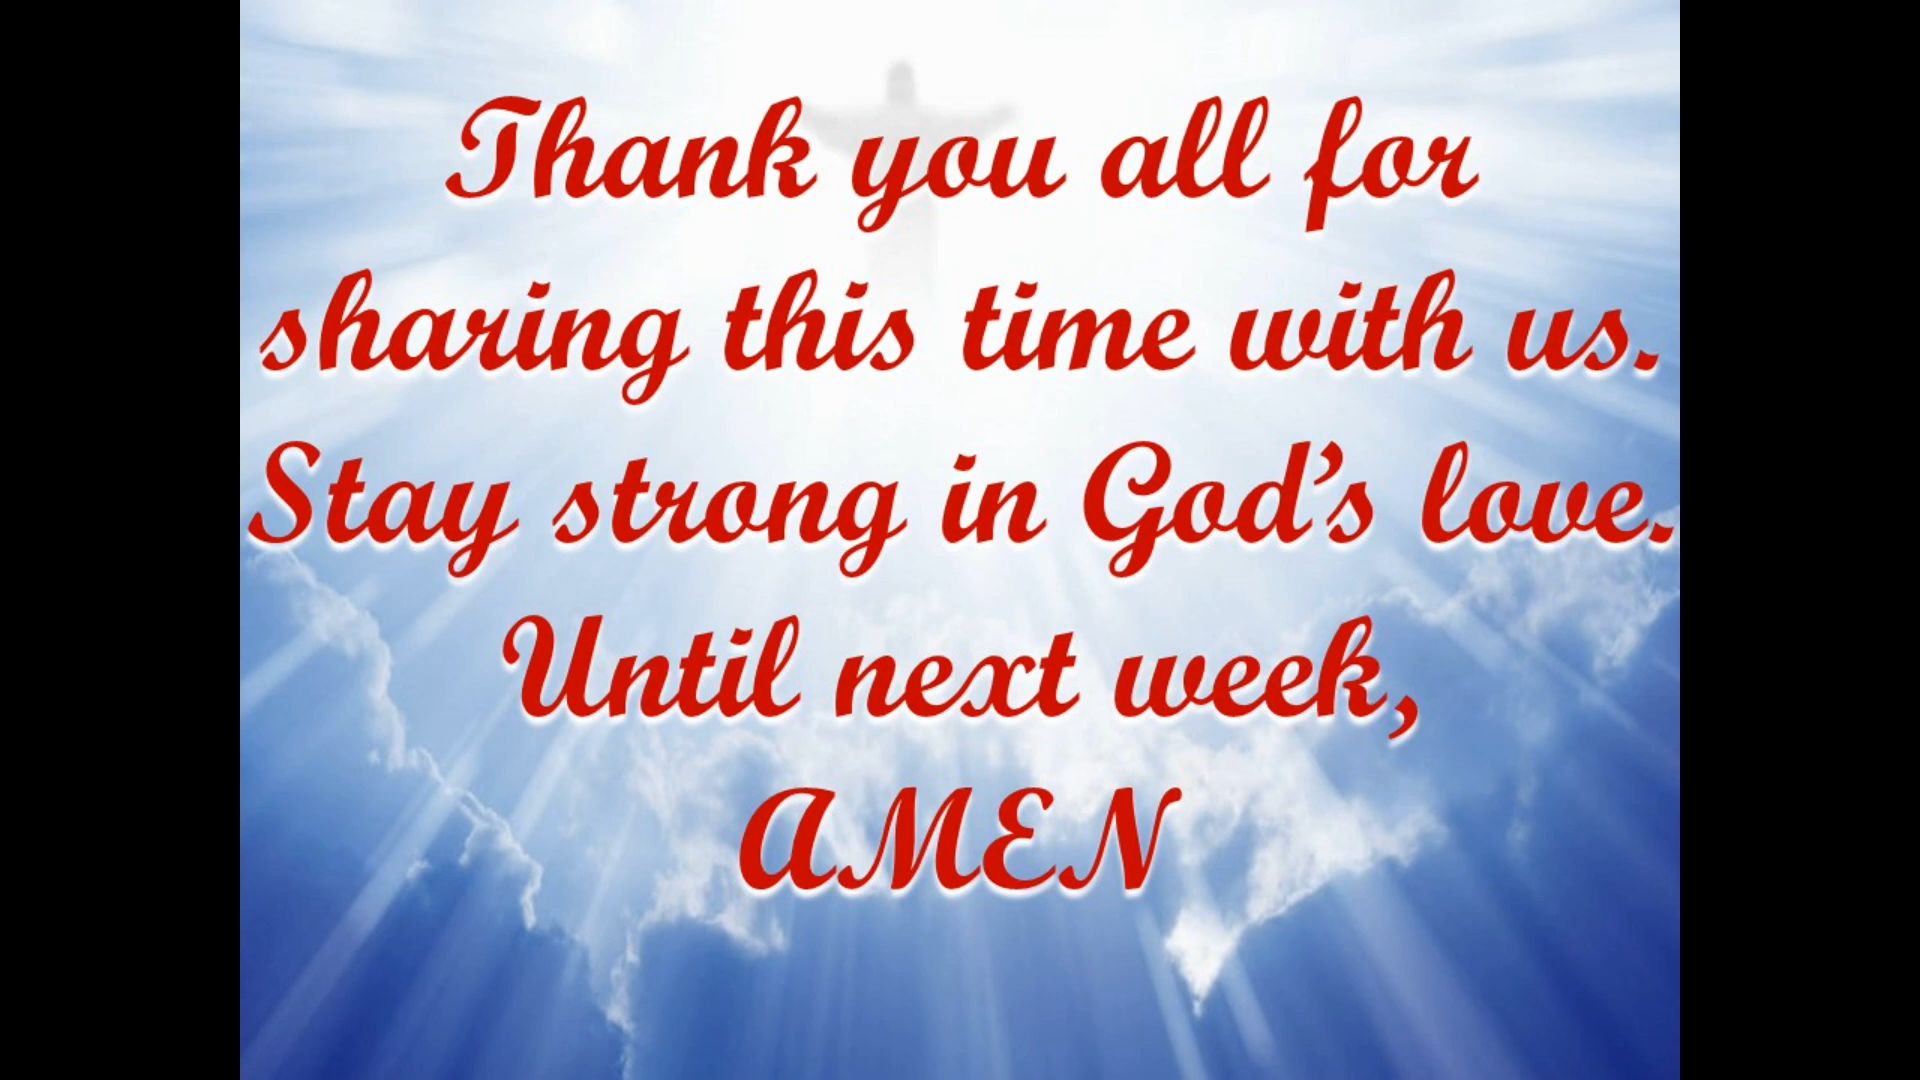 Thank you all for
sharing this time with us.
Stay strong in God’s love.
Until next week,
AMEN